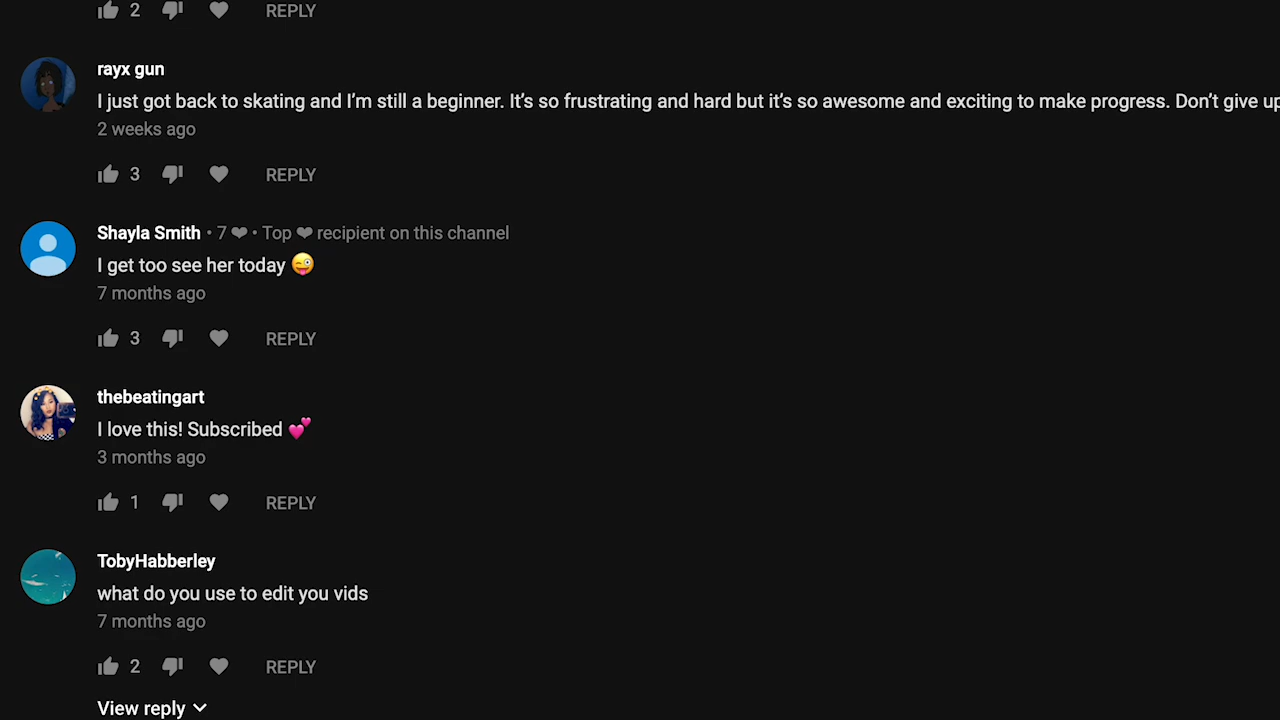 2 REPLY
rayx gun
I just got back to skating and I’m still a beginner. It’s so frustrating and hard but it’s so awesome and exciting to make progress. Don’t give up
2 weeks ago
3 REPLY
Shayla Smith • 7 ❤ • Top ❤ recipient on this channel
I get too see her today 😜
7 months ago
3 REPLY
thebeatingart
I love this! Subscribed 💕
3 months ago
1 REPLY
TobyHabberley
what do you use to edit you vids
7 months ago
2 REPLY
View reply